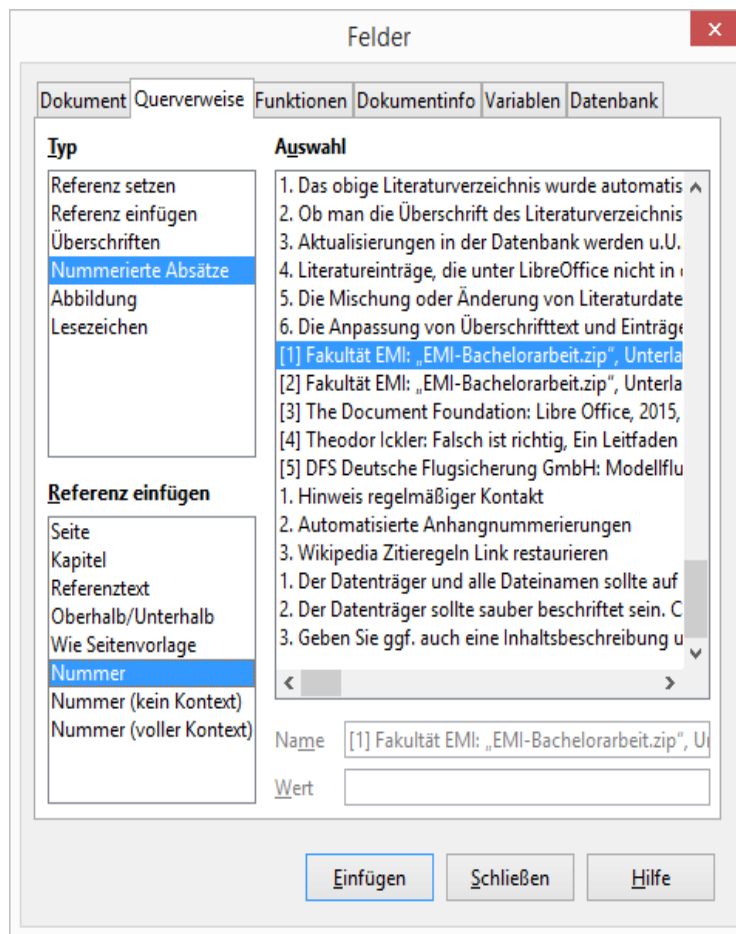 Felder
Dokument Querverweise Funktionen Dokumentinfo Variablen Datenbank
Typ
Referenz setzen
Referenz einfügen
Überschriften
Nummerierte Absätze
Abbildung
Lesezeichen
Referenz einfügen
Seite
Kapitel
Referenztext
Oberhalb/Unterhalb
Wie Seitenvorlage
Nummer
Nummer (kein Kontext)
Nummer (voller Kontext)
Auswahl
1. Das obige Literaturverzeichnis wurde automatis
2. Ob man die Überschrift des Literaturverzeichnis
3. Aktualisierungen in der Datenbank werden u.U.
4. Literatureinträge, die unter LibreOffice nicht in
5. Die Mischung oder Änderung von Literaturdate
6. Die Anpassung von Überschrifttext und Einträge
[1] Fakultät EMI: „EMI-Bachelorarbeit.zip“, Unterla
[2] Fakultät EMI: „EMI-Bachelorarbeit.zip“, Unterla
[3] The Document Foundation: Libre Office, 2015,
[4] Theodor Ickler: Falsch ist richtig, Ein Leitfaden
[5] DFS Deutsche Flugsicherung GmbH: Modellflu
1. Hinweis regelmäßiger Kontakt
2. Automatisierte Anhangnummerierungen
3. Wikipedia Zitieregeln Link restaurieren
1. Der Datenträger und alle Dateinamen sollte auf
2. Der Datenträger sollte sauber beschriftet sein. C
3. Geben Sie ggf. auch eine Inhaltsbeschreibung u
Name [1] Fakultät EMI: „EMI-Bachelorarbeit.zip“, U
Wert
Einfügen Schließen Hilfe